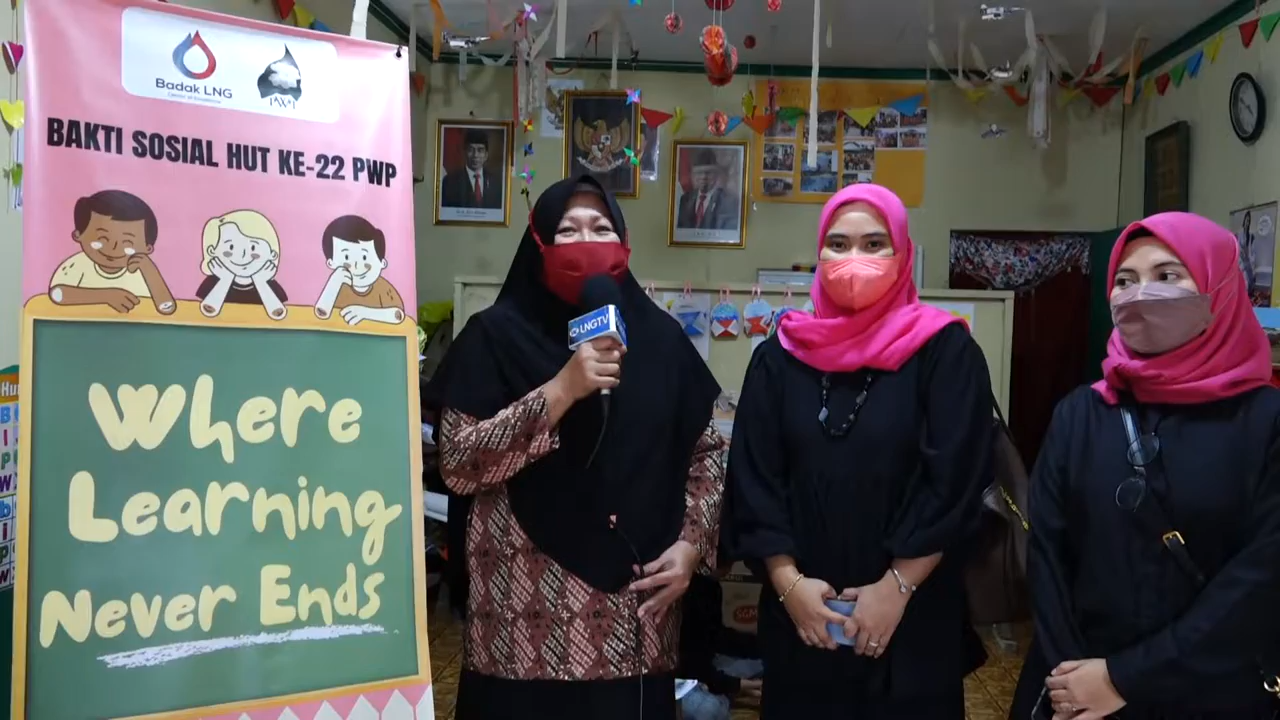 Badak LNG
BAKTI SOSIAL HUT KE-22 PWP
Where
Learning
Never Ends
LNGTV